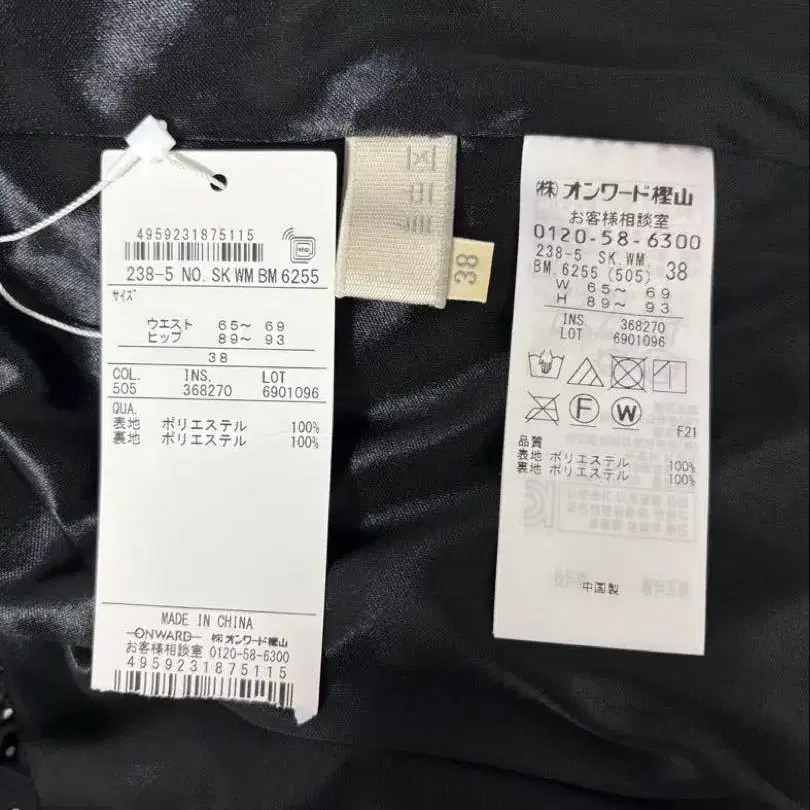 4959231875115
RFID
238-5 NO. SK WM BM 6255
サイズ
ウエスト 65～ 69
ヒップ 89～ 93
38
COL. INS. LOT
505 368270 6901096
QUA.
表地 ポリエステル 100%
裏地 ポリエステル 100%
MADE IN CHINA
ONWARD ㈱オンワード樫山
お客様相談室 0120-58-6300
4959231875115
38
㈱オンワード樫山
お客様相談室
0120-58-6300
238-5 SK.WM. 38
BM.6255 (505)
W 65～ 69
H 89～ 93
INS. 368270
LOT 6901096
F W
F21
品質
表地 ポリエステル 100%
裏地 ポリエステル 100%
中国製